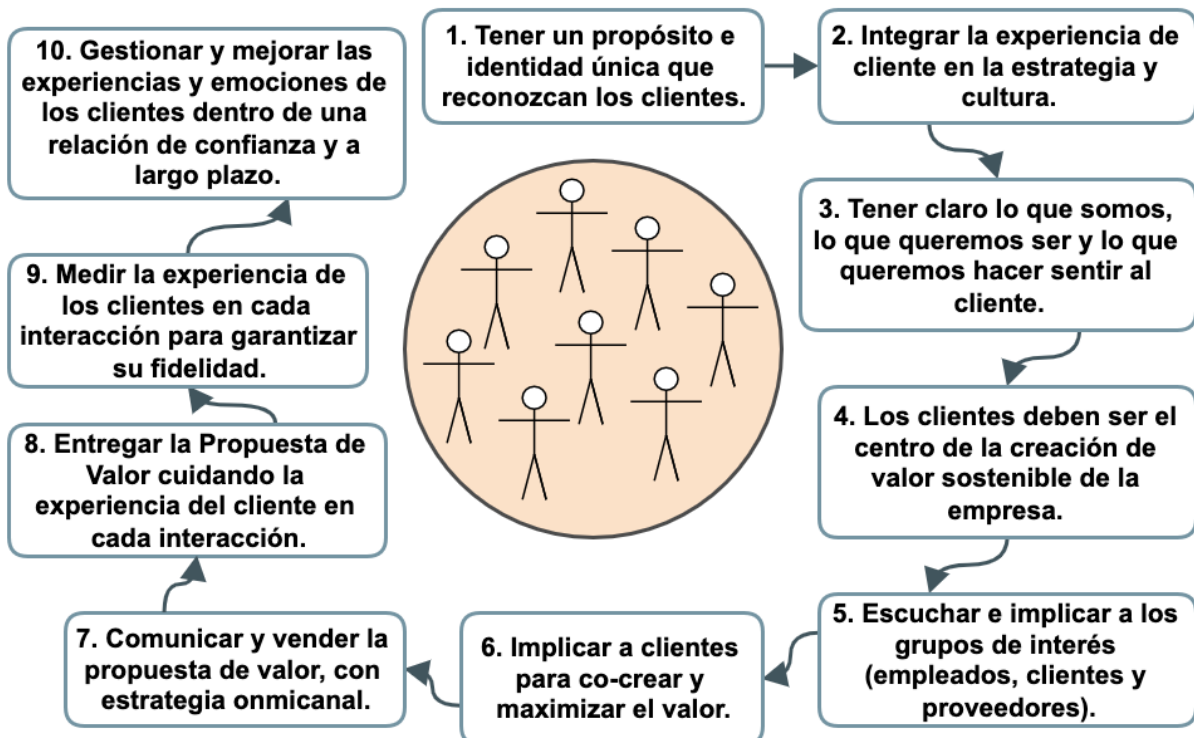 1. Tener un propósito e
identidad única que
reconozcan los clientes.
2. Integrar la experiencia de
cliente en la estrategia y
cultura.
3. Tener claro lo que somos,
lo que queremos ser y lo que
queremos hacer sentir al
cliente.
4. Los clientes deben ser el
centro de la creación de
valor sostenible de la
empresa.
5. Escuchar e implicar a los
grupos de interés
(empleados, clientes y
proveedores).
6. Implicar a clientes
para co-crear y
maximizar el valor.
7. Comunicar y vender la
propuesta de valor, con
estrategia onmicanal.
8. Entregar la Propuesta de
Valor cuidando la
experiencia del cliente en
cada interacción.
9. Medir la experiencia de
los clientes en cada
interacción para garantizar
su fidelidad.
10. Gestionar y mejorar las
experiencias y emociones de
los clientes dentro de una
relación de confianza y a
largo plazo.